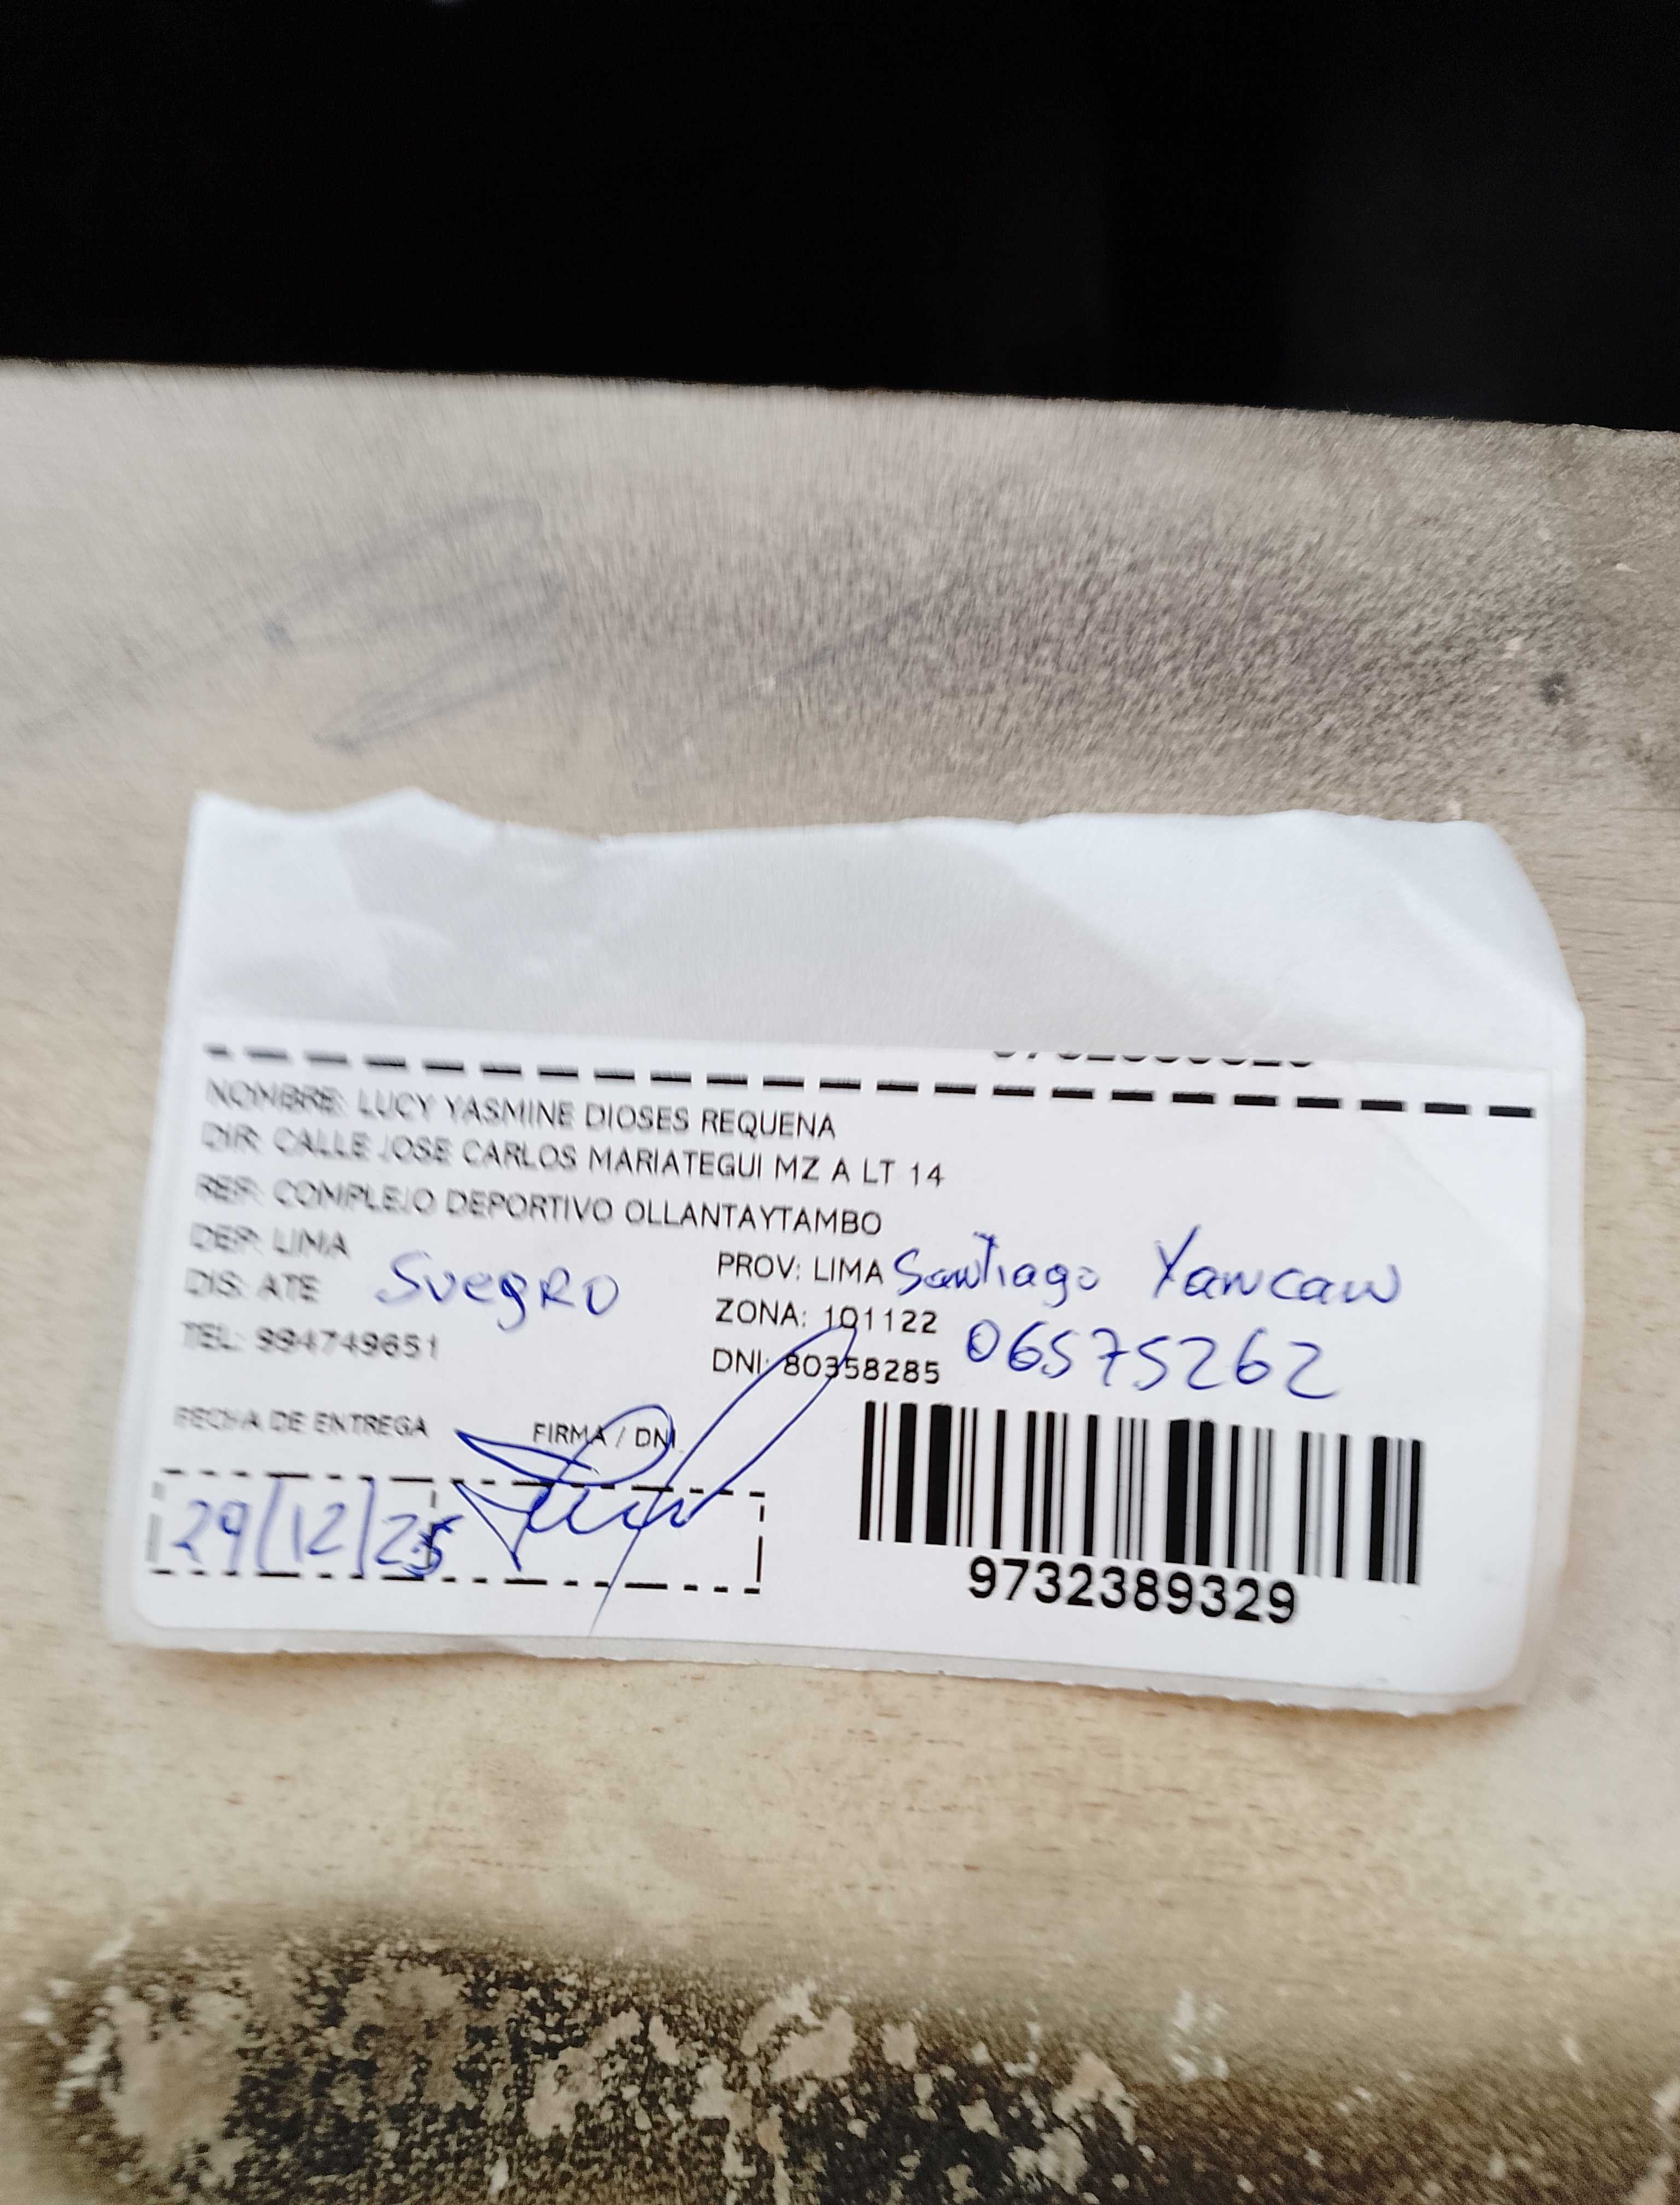 NOMBRE: LUCY YASMINE DIOSES REQUENA
DIR: CALLE JOSE CARLOS MARIATEGUI MZ A LT 14
REF: COMPLEJO DEPORTIVO OLLANTAYTAMBO
DEP: LIMA
PROV: LIMA Santiago Yancan
DIS: ATE SuegRo
ZONA: 101122
TEL: 994749651
DNI: 80358285 06575262
FECHA DE ENTREGA FIRMA / DNI
29/12/25
9732389329